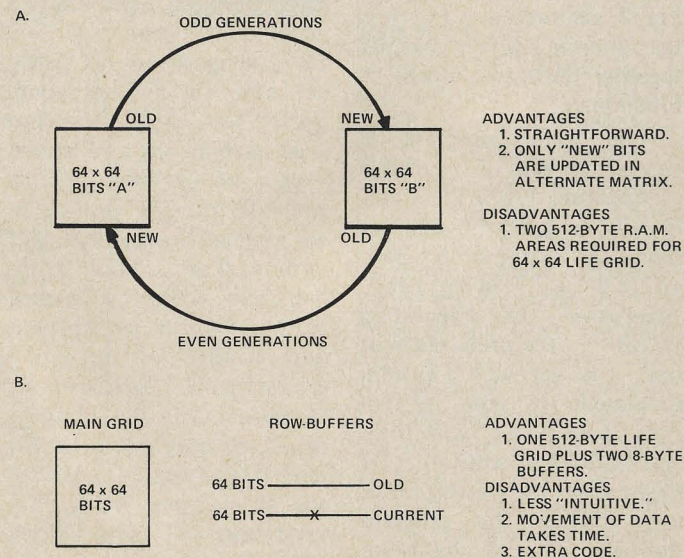 A.
ODD GENERATIONS
OLD
NEW
64 x 64
BITS "A"
64 x 64
BITS "B"
NEW
OLD
EVEN GENERATIONS
ADVANTAGES
1. STRAIGHTFORWARD.
2. ONLY "NEW" BITS
ARE UPDATED IN
ALTERNATE MATRIX.
DISADVANTAGES
1. TWO 512-BYTE R.A.M.
AREAS REQUIRED FOR
64 x 64 LIFE GRID.
B.
MAIN GRID
64 x 64
BITS
ROW-BUFFERS
64 BITS OLD
64 BITS X CURRENT
ADVANTAGES
1. ONE 512-BYTE LIFE
GRID PLUS TWO 8-BYTE
BUFFERS.
DISADVANTAGES
1. LESS "INTUITIVE."
2. MOVEMENT OF DATA
TAKES TIME.
3. EXTRA CODE.